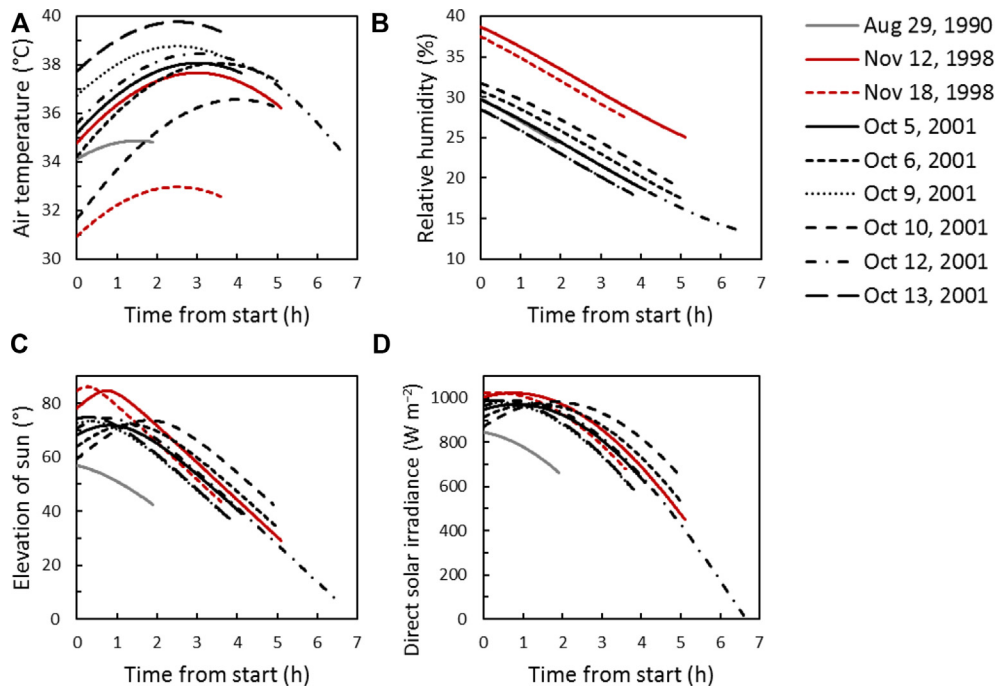 A
Air temperature (°C)
40
38
36
34
32
30
0 1 2 3 4 5 6 7
Time from start (h)
B
Relative humidity (%)
40
35
30
25
20
15
10
0 1 2 3 4 5 6 7
Time from start (h)
Aug 29, 1990
Nov 12, 1998
Nov 18, 1998
Oct 5, 2001
Oct 6, 2001
Oct 9, 2001
Oct 10, 2001
Oct 12, 2001
Oct 13, 2001
C
Elevation of sun (°)
80
60
40
20
0
0 1 2 3 4 5 6 7
Time from start (h)
D
Direct solar irradiance (W m⁻²)
1000
800
600
400
200
0
0 1 2 3 4 5 6 7
Time from start (h)